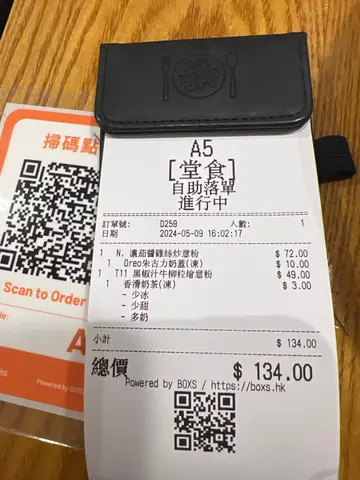 掃碼點
Scan to Order
A
Powered by BOXS
A5
[堂食]
自助落單
進行中
訂單號: D259 人數: 1
日期 2024-05-09 16:02:17
1 N. 滇茄醬雞絲炒意粉 $ 72.00
1 Oreo朱古力奶蓋(凍) $ 10.00
1 T11 黑椒汁牛柳粒燴意粉 $ 49.00
1 香滑奶茶(凍) $ 3.00
- 少冰
- 少甜
- 多奶
小計 $ 134.00
總價 $ 134.00
Powered by BOXS / https://boxs.hk